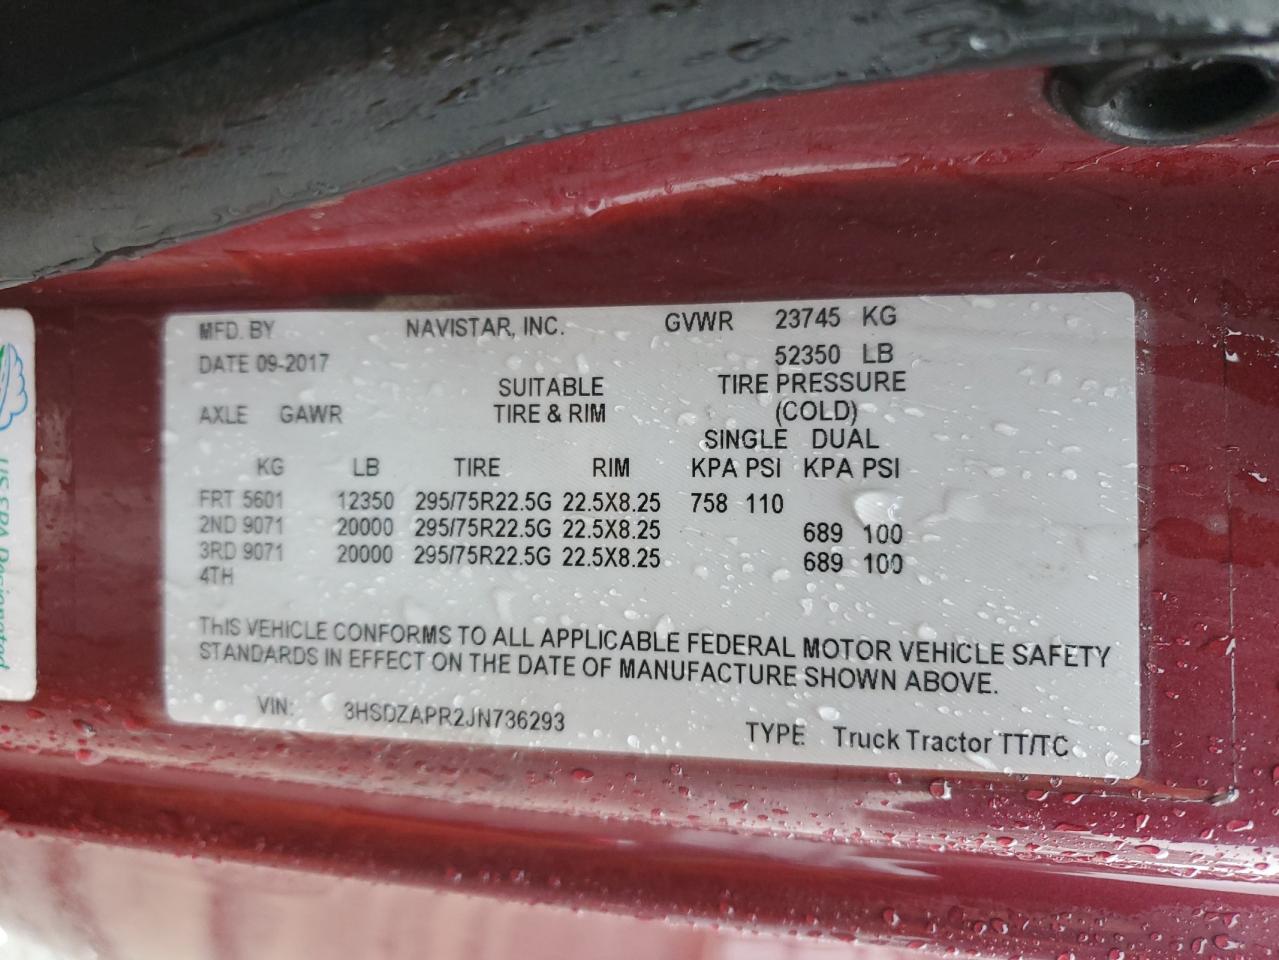 MFD. BY NAVISTAR, INC. GVWR 23745 KG
DATE 09-2017 52350 LB
SUITABLE TIRE PRESSURE
AXLE GAWR TIRE & RIM (COLD)
SINGLE DUAL
KG LB TIRE RIM KPA PSI KPA PSI
FRT 5601 12350 295/75R22.5G 22.5X8.25 758 110
2ND 9071 20000 295/75R22.5G 22.5X8.25 689 100
3RD 9071 20000 295/75R22.5G 22.5X8.25 689 100
4TH
THIS VEHICLE CONFORMS TO ALL APPLICABLE FEDERAL MOTOR VEHICLE SAFETY
STANDARDS IN EFFECT ON THE DATE OF MANUFACTURE SHOWN ABOVE.
VIN: 3HSDZAPR2JN736293 TYPE: Truck Tractor TT/TC
US EPA Designated